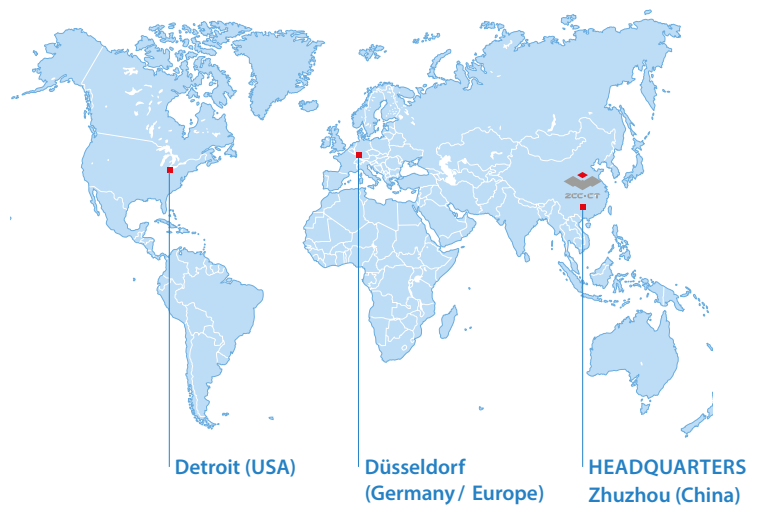 ZCC•CT
Detroit (USA)
Düsseldorf
(Germany / Europe)
HEADQUARTERS
Zhuzhou (China)